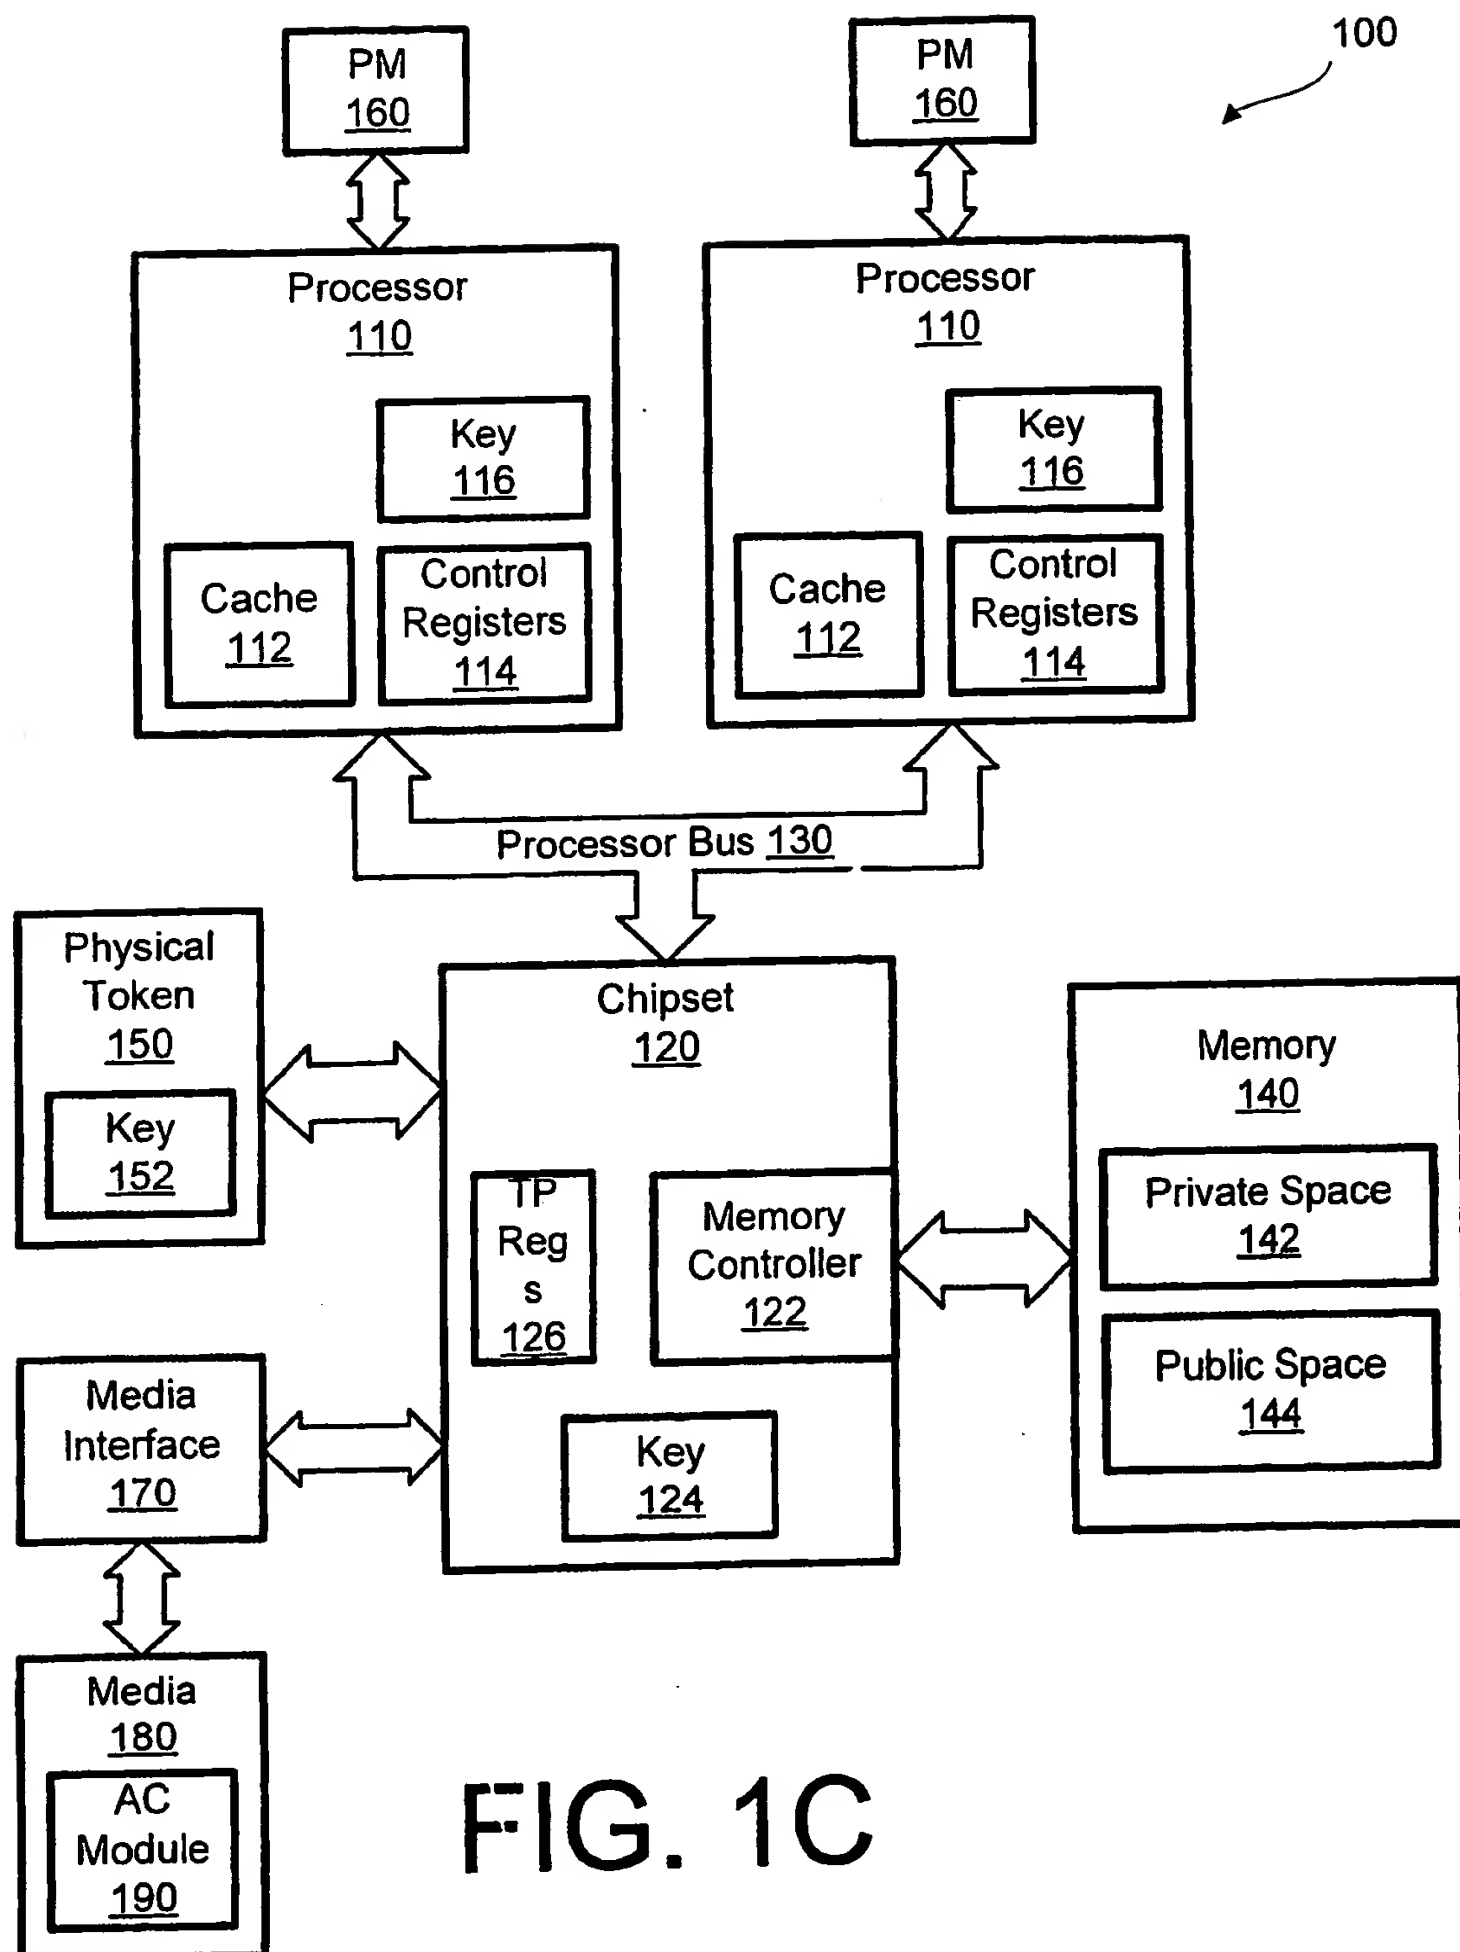 100
PM
160
PM
160
Processor
110
Key
116
Cache
112
Control
Registers
114
Processor
110
Key
116
Cache
112
Control
Registers
114
Processor Bus 130
Physical
Token
150
Key
152
Chipset
120
TP
Reg
s
126
Memory
Controller
122
Key
124
Memory
140
Private Space
142
Public Space
144
Media
Interface
170
Media
180
AC
Module
190
FIG. 1C